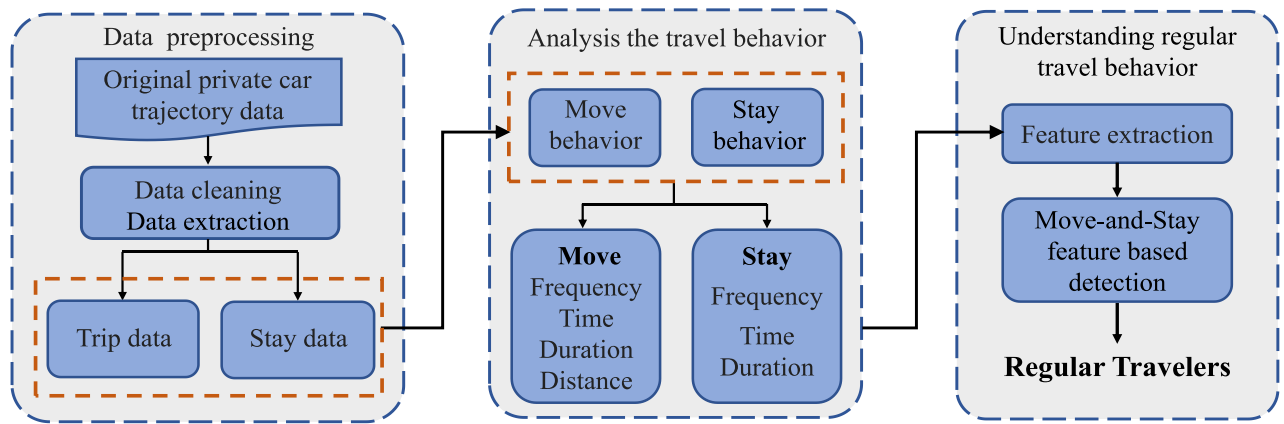 Data preprocessing
Original private car
trajectory data
Data cleaning
Data extraction
Trip data
Stay data
Analysis the travel behavior
Move
behavior
Stay
behavior
Move
Frequency
Time
Duration
Distance
Stay
Frequency
Time
Duration
Understanding regular
travel behavior
Feature extraction
Move-and-Stay
feature based
detection
Regular Travelers